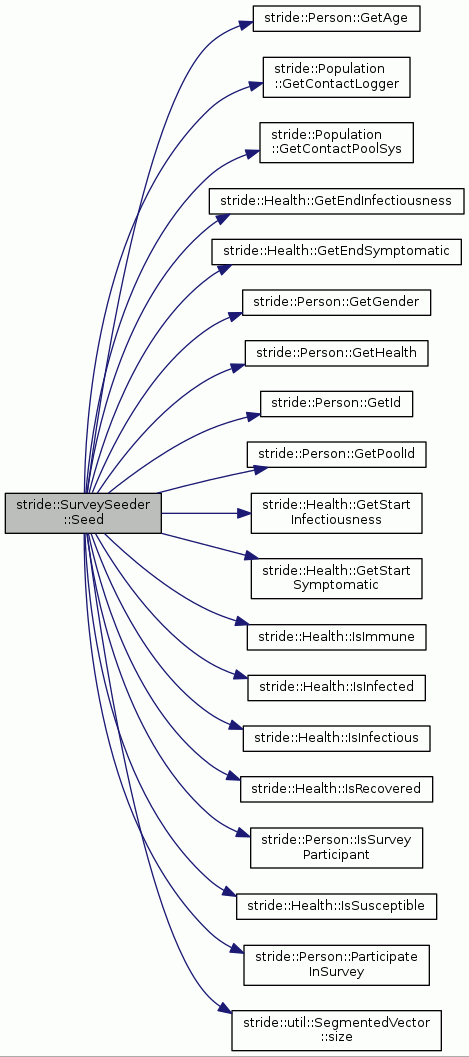 stride::Person::GetAge
stride::Population
::GetContactLogger
stride::Population
::GetContactPoolSys
stride::Health::GetEndInfectiousness
stride::Health::GetEndSymptomatic
stride::Person::GetGender
stride::Person::GetHealth
stride::Person::GetId
stride::Person::GetPoolId
stride::SurveySeeder
::Seed
stride::Health::GetStart
Infectiousness
stride::Health::GetStart
Symptomatic
stride::Health::IsImmune
stride::Health::IsInfected
stride::Health::IsInfectious
stride::Health::IsRecovered
stride::Person::IsSurvey
Participant
stride::Health::IsSusceptible
stride::Person::Participate
InSurvey
stride::util::SegmentedVector
::size